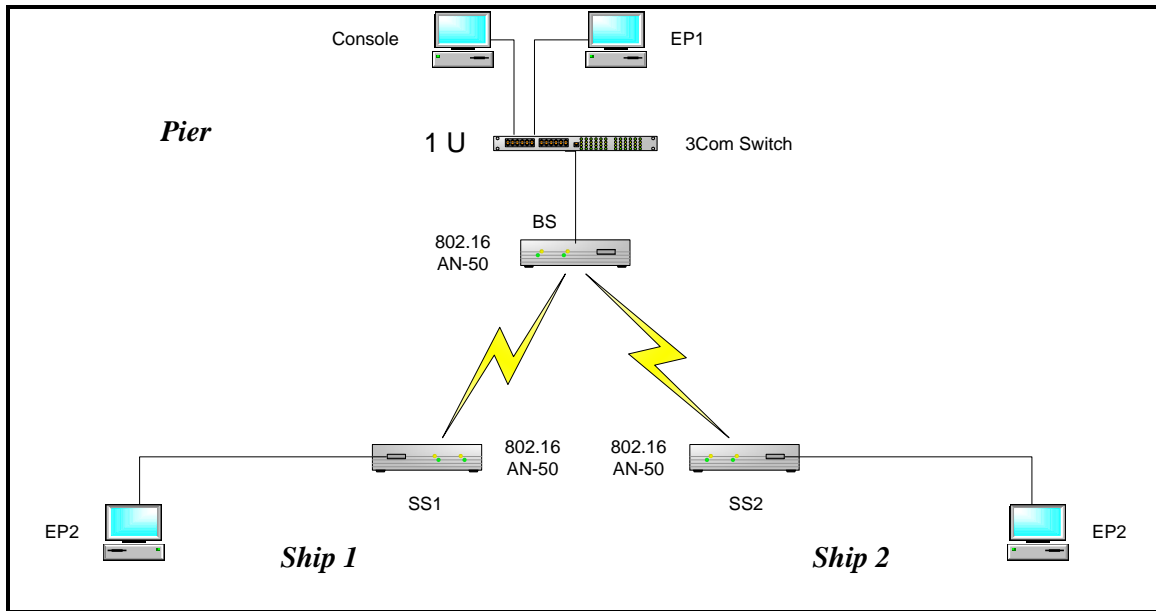 Console
EP1
Pier
1 U
3Com Switch
BS
802.16
AN-50
802.16
AN-50
802.16
AN-50
SS1
SS2
EP2
EP2
Ship 1
Ship 2